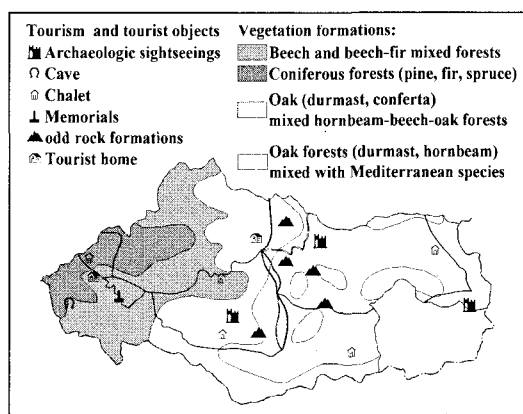 Tourism and tourist objects
Archaeologic sightseeings
Cave
Chalet
Memorials
odd rock formations
Tourist home
Vegetation formations:
Beech and beech-fir mixed forests
Coniferous forests (pine, fir, spruce)
Oak (durmast, conferta)
mixed hornbeam-beech-oak forests
Oak forests (durmast, hornbeam)
mixed with Mediterranean species